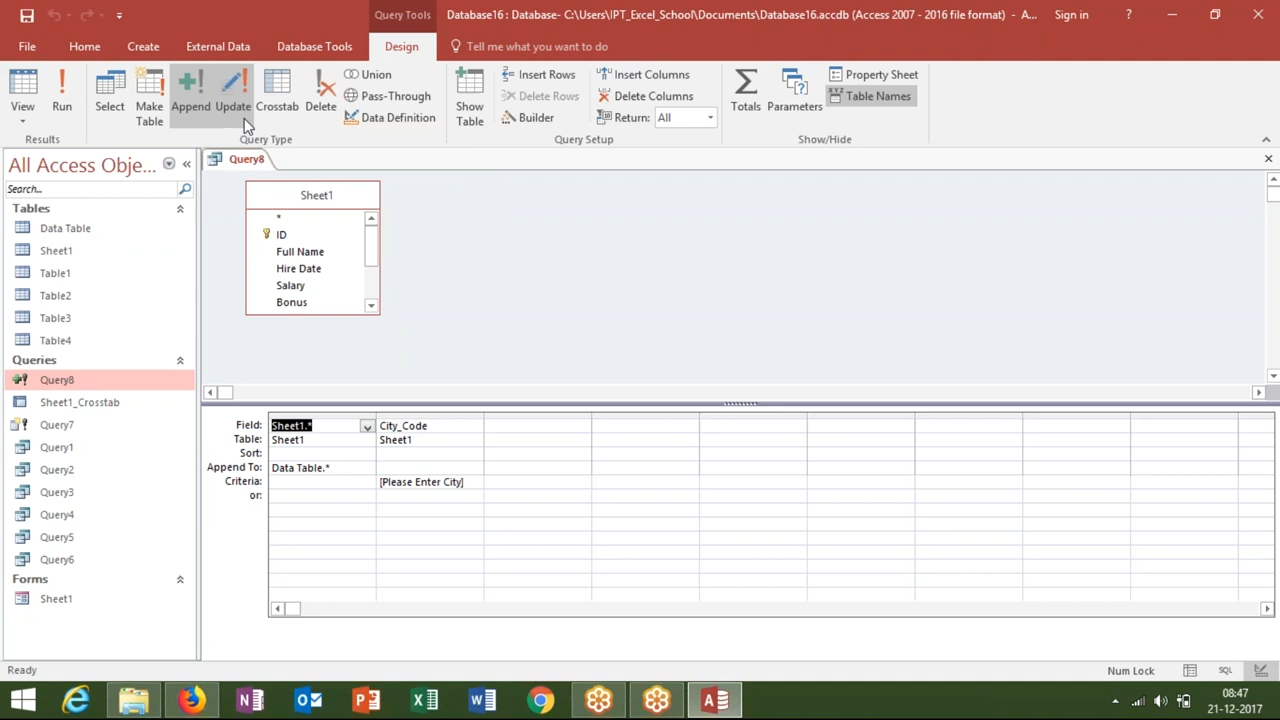 Query Tools
Database16 : Database- C:\Users\IPT_Excel_School\Documents\Database16.accdb (Access 2007 - 2016 file format) - A...
Sign in
?
File
Home
Create
External Data
Database Tools
Design
Tell me what you want to do
View
Run
Select
Make Table
Append
Update
Crosstab
Delete
Union
Pass-Through
Data Definition
Show Table
Insert Rows
Delete Rows
Builder
Insert Columns
Delete Columns
Return: All
Totals
Parameters
Property Sheet
XYZ Table Names
Results
Query Type
Query Setup
Show/Hide
All Access Obje...
Search...
Tables
Data Table
Sheet1
Table1
Table2
Table3
Table4
Queries
Query8
Sheet1_Crosstab
Query7
Query1
Query2
Query3
Query4
Query5
Query6
Forms
Sheet1
Query8
Sheet1
*
ID
Full Name
Hire Date
Salary
Bonus
Field: Sheet1.* City_Code
Table: Sheet1 Sheet1
Sort:
Append To: Data Table.*
Criteria: [Please Enter City]
or:
Ready
Num Lock
SQL
08:47
21-12-2017